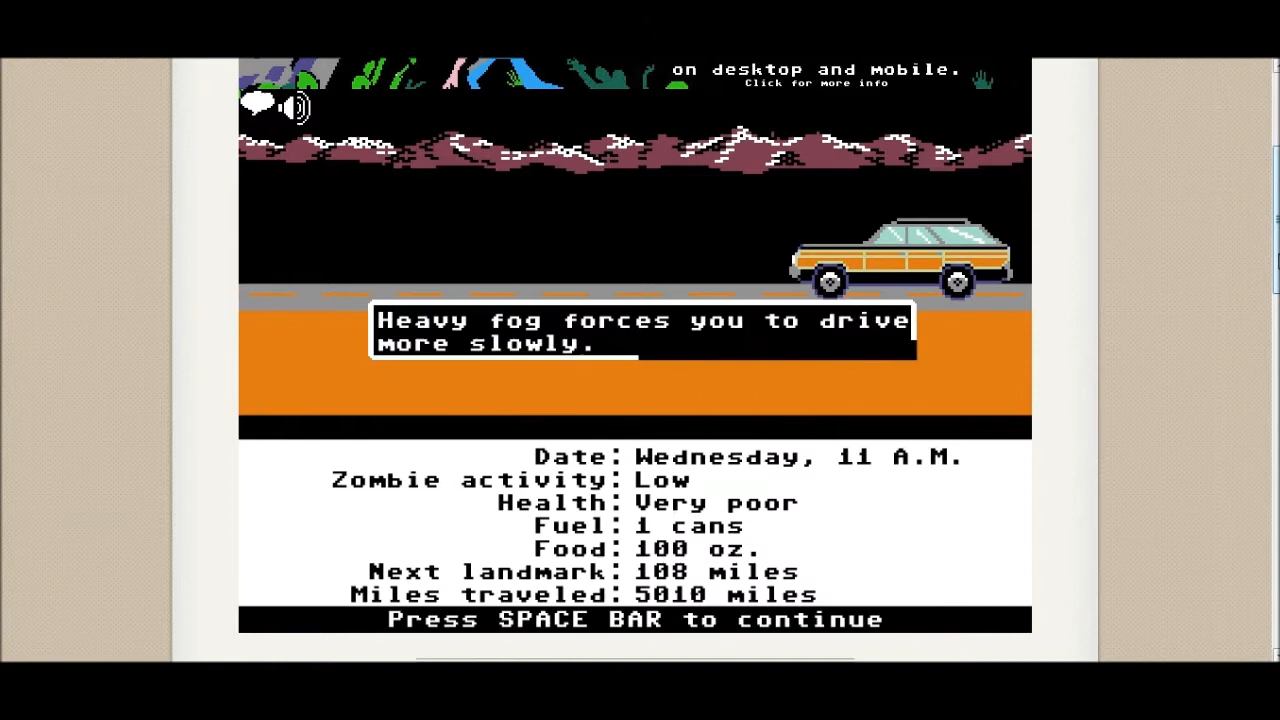 on desktop and mobile.
Click for more info
Heavy fog forces you to drive
more slowly.
Date: Wednesday, 11 A.M.
Zombie activity: Low
Health: Very poor
Fuel: 1 cans
Food: 100 oz.
Next landmark: 108 miles
Miles traveled: 5010 miles
Press SPACE BAR to continue